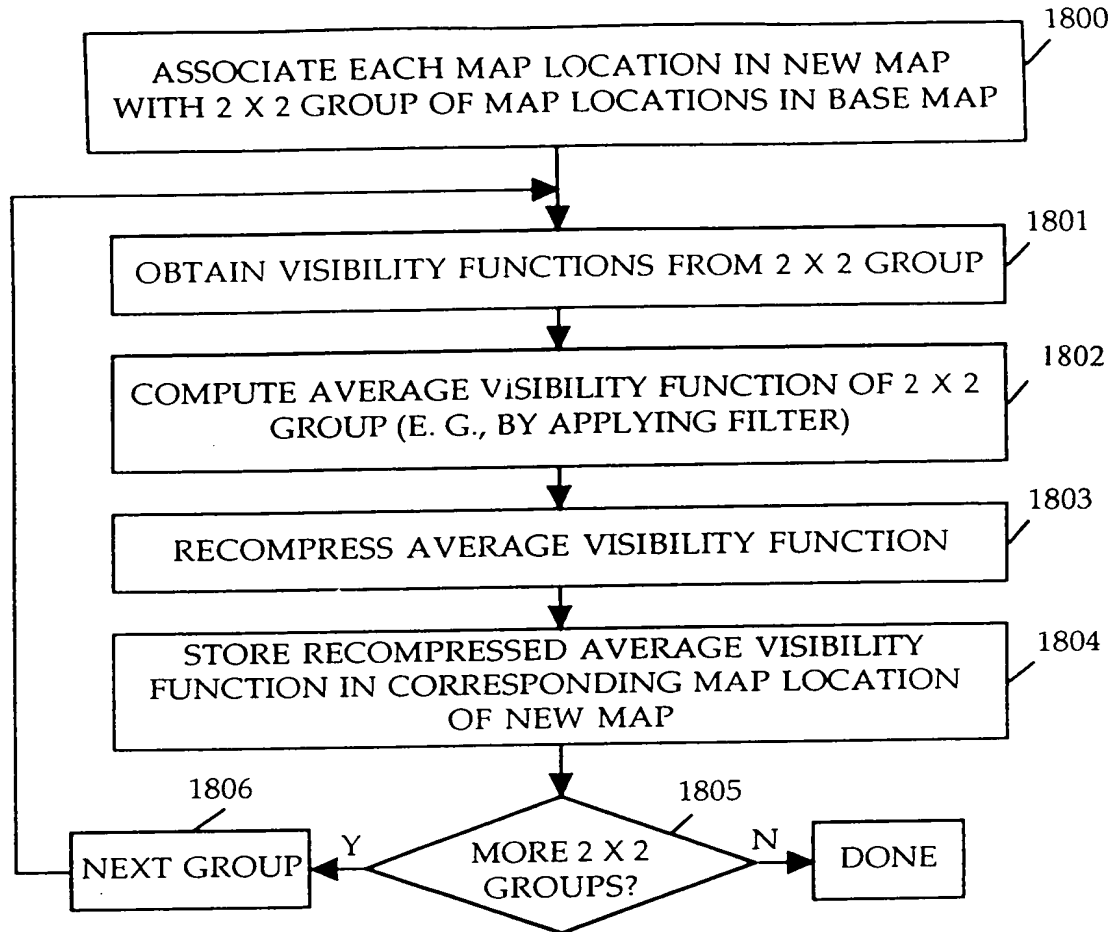 1800
ASSOCIATE EACH MAP LOCATION IN NEW MAP
WITH 2 X 2 GROUP OF MAP LOCATIONS IN BASE MAP
1801
OBTAIN VISIBILITY FUNCTIONS FROM 2 X 2 GROUP
1802
COMPUTE AVERAGE ViSIBILITY FUNCTION OF 2 X 2
GROUP (E. G., BY APPLYING FILTER)
1803
RECOMPRESS AVERAGE VISIBILITY FUNCTION
1804
STORE RECOMPRESSED AVERAGE VISIBILITY
FUNCTION IN CORRESPONDING MAP LOCATION
OF NEW MAP
1805
MORE 2 X 2
GROUPS?
Y
N
1806
NEXT GROUP
DONE